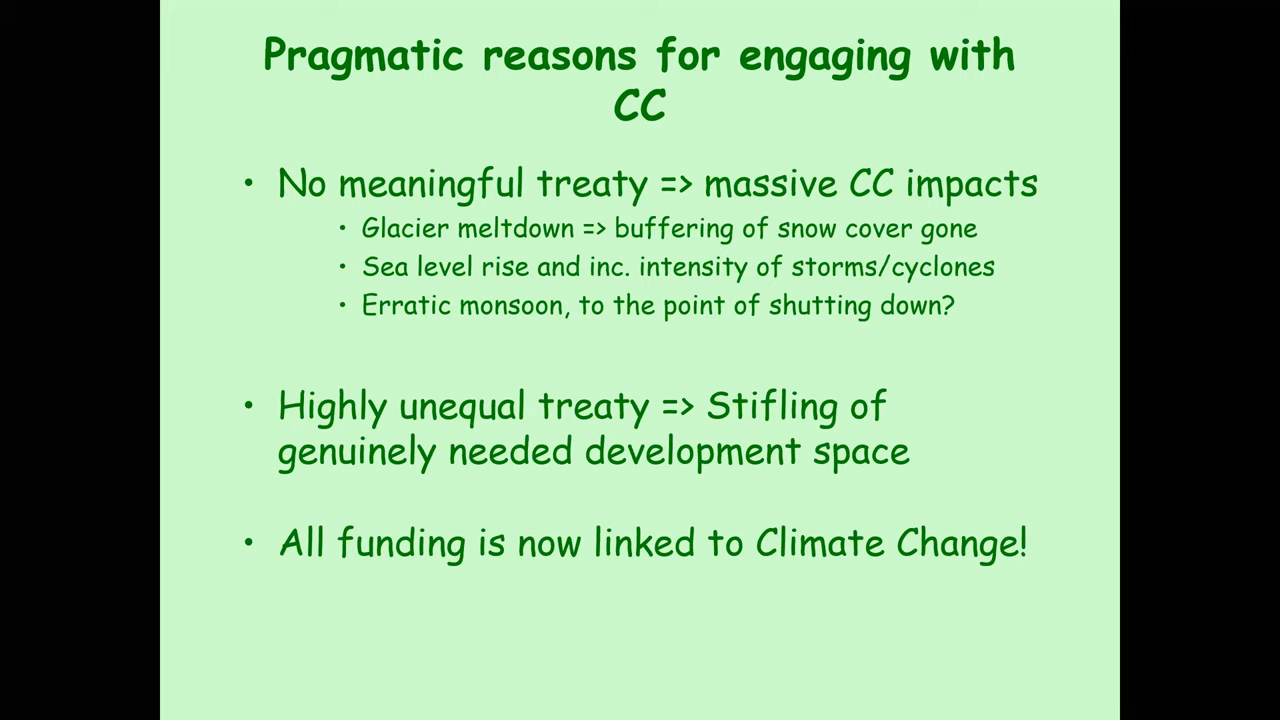 Pragmatic reasons for engaging with
CC
• No meaningful treaty => massive CC impacts
• Glacier meltdown => buffering of snow cover gone
• Sea level rise and inc. intensity of storms/cyclones
• Erratic monsoon, to the point of shutting down?
• Highly unequal treaty => Stifling of
genuinely needed development space
• All funding is now linked to Climate Change!